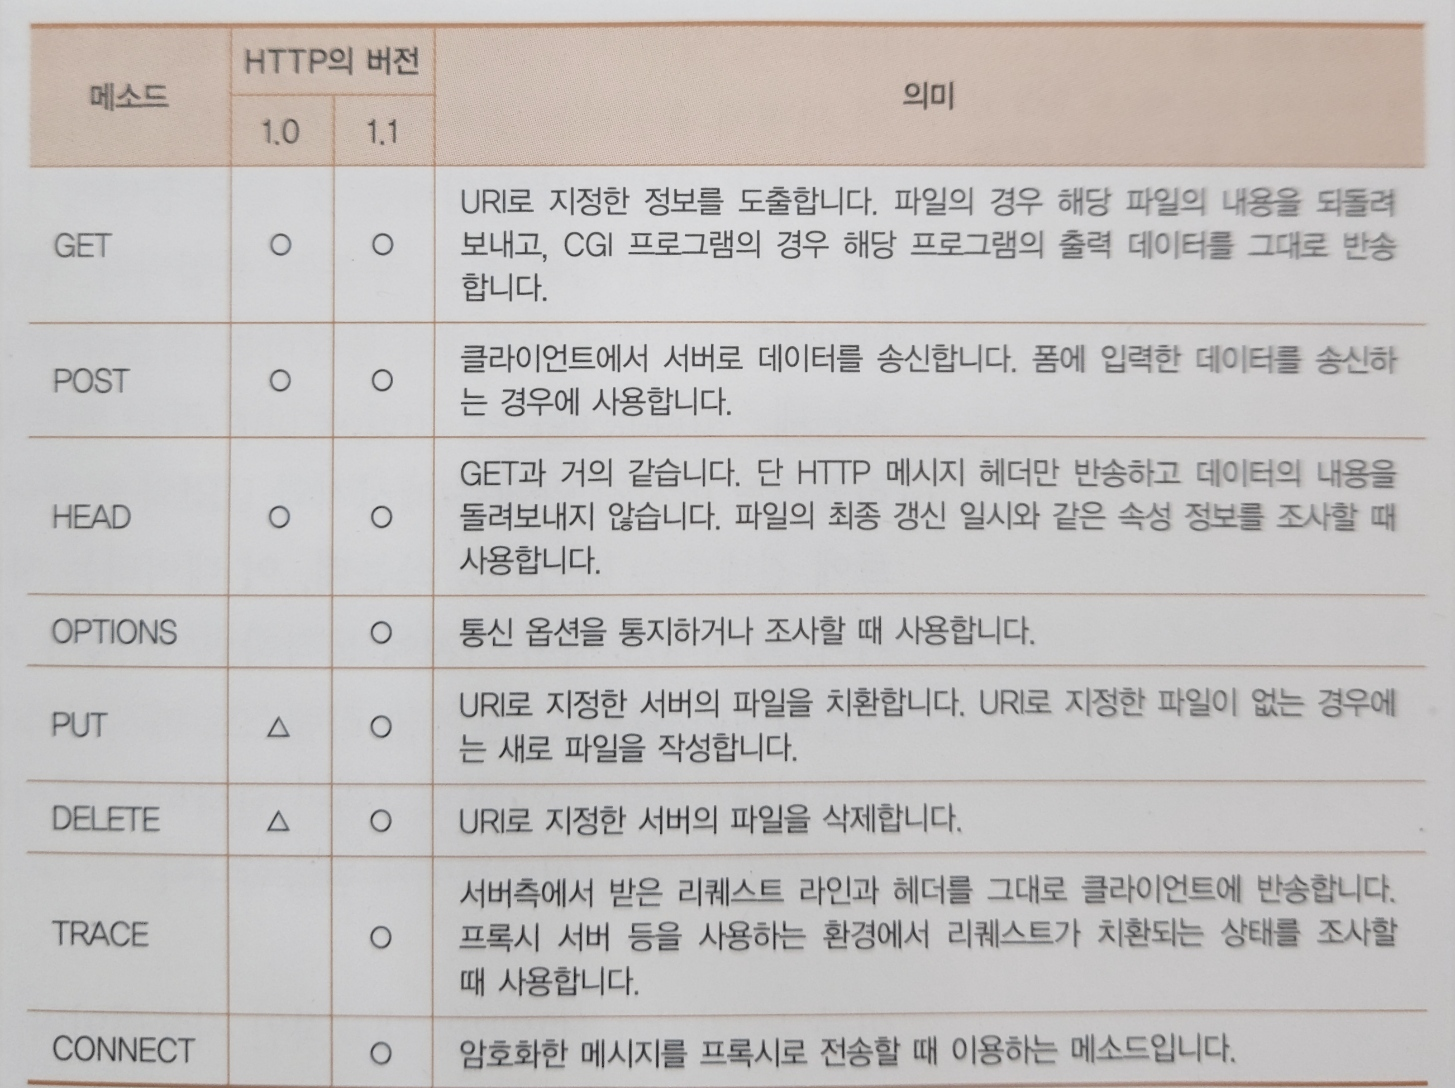 메소드 HTTP의 버전 의미
1.0 1.1
GET ○ ○ URI로 지정한 정보를 도출합니다. 파일의 경우 해당 파일의 내용을 되돌려
보내고, CGI 프로그램의 경우 해당 프로그램의 출력 데이터를 그대로 반송
합니다.
POST ○ ○ 클라이언트에서 서버로 데이터를 송신합니다. 폼에 입력한 데이터를 송신하
는 경우에 사용합니다.
HEAD ○ ○ GET과 거의 같습니다. 단 HTTP 메시지 헤더만 반송하고 데이터의 내용을
돌려보내지 않습니다. 파일의 최종 갱신 일시와 같은 속성 정보를 조사할 때
사용합니다.
OPTIONS ○ 통신 옵션을 통지하거나 조사할 때 사용합니다.
PUT △ ○ URI로 지정한 서버의 파일을 치환합니다. URI로 지정한 파일이 없는 경우에
는 새로 파일을 작성합니다.
DELETE △ ○ URI로 지정한 서버의 파일을 삭제합니다.
TRACE ○ 서버측에서 받은 리퀘스트 라인과 헤더를 그대로 클라이언트에 반송합니다.
프록시 서버 등을 사용하는 환경에서 리퀘스트가 치환되는 상태를 조사할
때 사용합니다.
CONNECT ○ 암호화한 메시지를 프록시로 전송할 때 이용하는 메소드입니다.